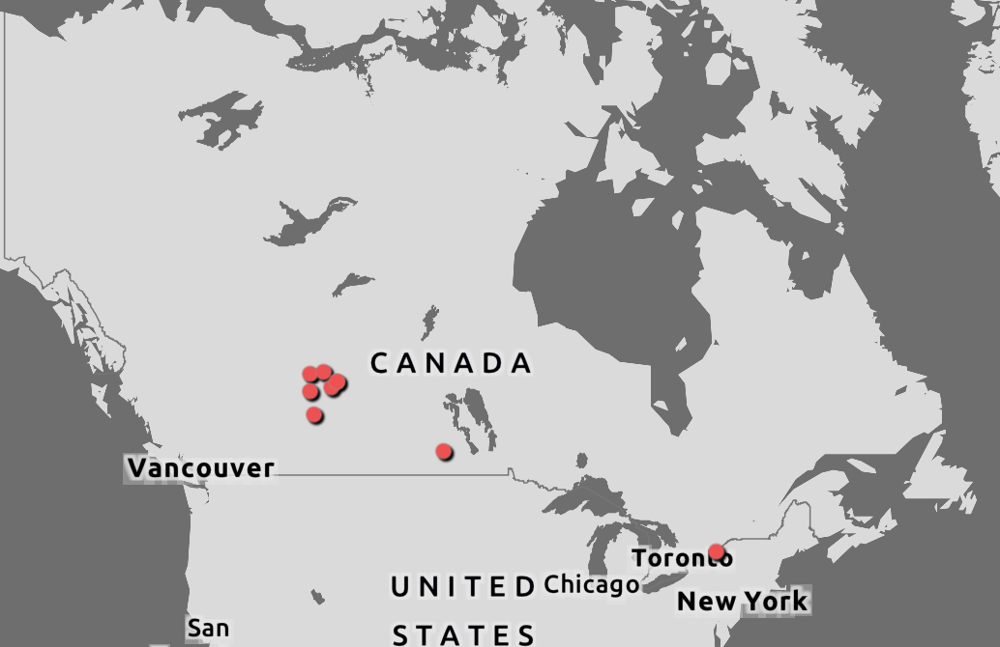 CANADA
Vancouver
Toronto
UNITED
STATES
Chicago
New York
San